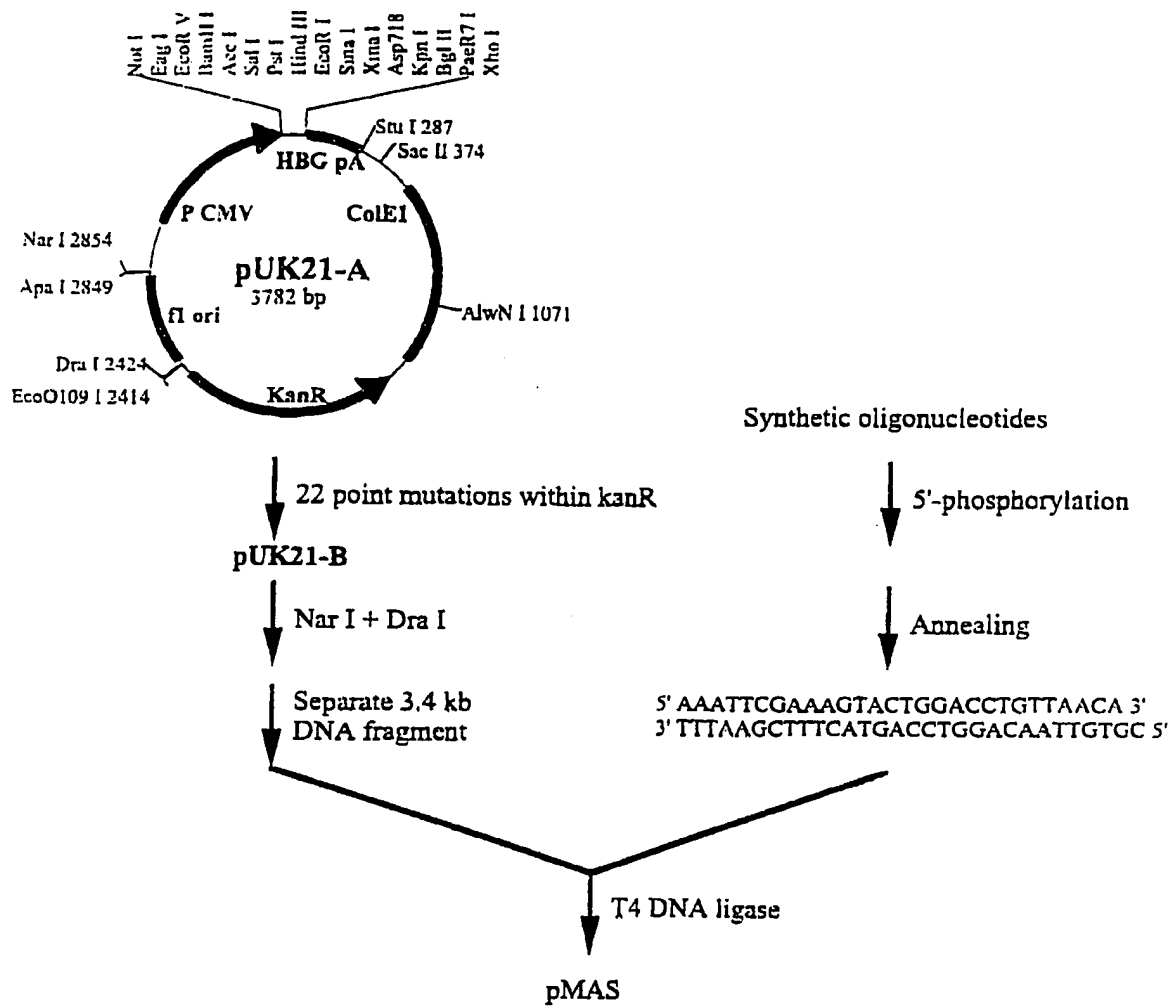 Not I
Eag I
EcoR V
BamH I
Acc I
Sal I
Pst I
Hind III
EcoR I
Sma I
Xma I
Asp718
Kpn I
Bgl II
PaeR7 I
Xho I
Stu I 287
Sac II 374
HBG pA
P CMV
ColE1
Nar I 2854
pUK21-A
3782 bp
Apa I 2849
f1 ori
AlwN I 1071
Dra I 2424
EcoO109 I 2414
KanR
Synthetic oligonucleotides
22 point mutations within kanR
5'-phosphorylation
pUK21-B
Nar I + Dra I
Annealing
Separate 3.4 kb
DNA fragment
5' AAATTCGAAAGTACTGGACCTGTTAACA 3'
3' TTTAAGCTTTCATGACCTGGACAATTGTGC 5'
T4 DNA ligase
pMAS